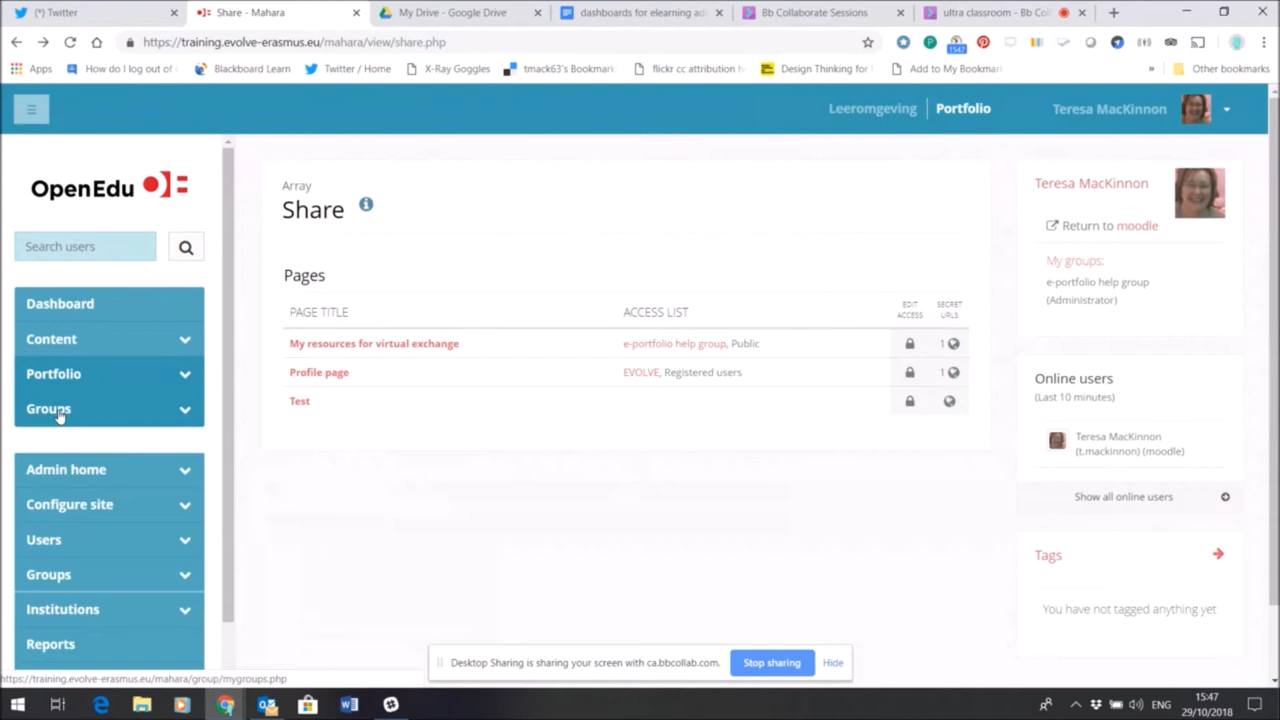 (*) Twitter
Share - Mahara
My Drive - Google Drive
dashboards for elearning ad
Bb Collaborate Sessions
ultra classroom - Bb Col
https://training.evolve-erasmus.eu/mahara/view/share.php
1547
Apps
How do I log out of
Blackboard Learn
Twitter / Home
X-Ray Goggles
tmack63's Bookmark
flickr cc attribution h
Design Thinking for
Add to My Bookmar
»
Other bookmarks
Leeromgeving
Portfolio
Teresa MacKinnon
OpenEdu
Search users
Dashboard
Content
Portfolio
Groups
Admin home
Configure site
Users
Groups
Institutions
Reports
Array
Share
Pages
PAGE TITLE ACCESS LIST EDIT ACCESS SECRET URLS
My resources for virtual exchange e-portfolio help group, Public 1
Profile page EVOLVE, Registered users 1
Test
Teresa MacKinnon
Return to moodle
My groups:
e-portfolio help group
(Administrator)
Online users
(Last 10 minutes)
Teresa MacKinnon
(t.mackinnon) (moodle)
Show all online users
Tags
You have not tagged anything yet
Desktop Sharing is sharing your screen with ca.bbcollab.com.
Stop sharing
Hide
https://training.evolve-erasmus.eu/mahara/group/mygroups.php
ENG
15:47
29/10/2018